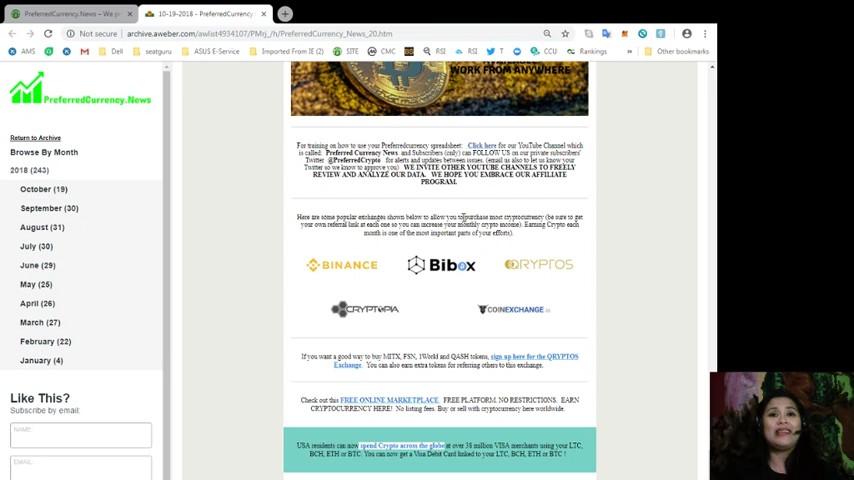 PreferredCurrency.News – We p
10-19-2018 - PreferredCurrency
Not secure
archive.aweber.com/awlist4934107/PMrj_/h/PreferredCurrency_News_20.htm
AMS
Dell
seatguru
ASUS E-Service
Imported From IE (2)
SITE
CMC
RSI
RSI
T
CCU
Rankings
Other bookmarks
PreferredCurrency.News
Return to Archive
Browse By Month
2018 (243)
October (19)
September (30)
August (31)
July (30)
June (29)
May (25)
April (26)
March (27)
February (22)
January (4)
Like This?
Subscribe by email:
NAME:
EMAIL:
WORK FROM ANYWHERE
For training on how to use your Preferredcurrency spreadsheet: Click here for our YouTube Channel which
is called: Preferred Currency News and Subscribers (only) can FOLLOW US on our private subscribers'
Twitter @PreferredCrypto for alerts and updates between issues. (email us also to let us know your
Twitter so we know to approve you) WE INVITE OTHER YOUTUBE CHANNELS TO FREELY
REVIEW AND ANALYZE OUR DATA. WE HOPE YOU EMBRACE OUR AFFILIATE
PROGRAM.
Here are some popular exchanges shown below to allow you to purchase most cryptocurrency (be sure to get
your own referral link at each one so you can increase your monthly crypto income). Earning Crypto each
month is one of the most important parts of your efforts).
BINANCE
Bibox
QRYPTOS
CRYPTOPIA
COINEXCHANGE.io
If you want a good way to buy MITX, FSN, 1World and QASH tokens, sign up here for the QRYPTOS
Exchange. You can also earn extra tokens for referring others to this exchange.
Check out this FREE ONLINE MARKETPLACE FREE PLATFORM. NO RESTRICTIONS. EARN
CRYPTOCURRENCY HERE! No listing fees. Buy or sell with cryptocurrency here worldwide.
USA residents can now spend Crypto across the globe at over 38 million VISA merchants using your LTC,
BCH, ETH or BTC. You can now get a Visa Debit Card linked to your LTC, BCH, ETH or BTC !